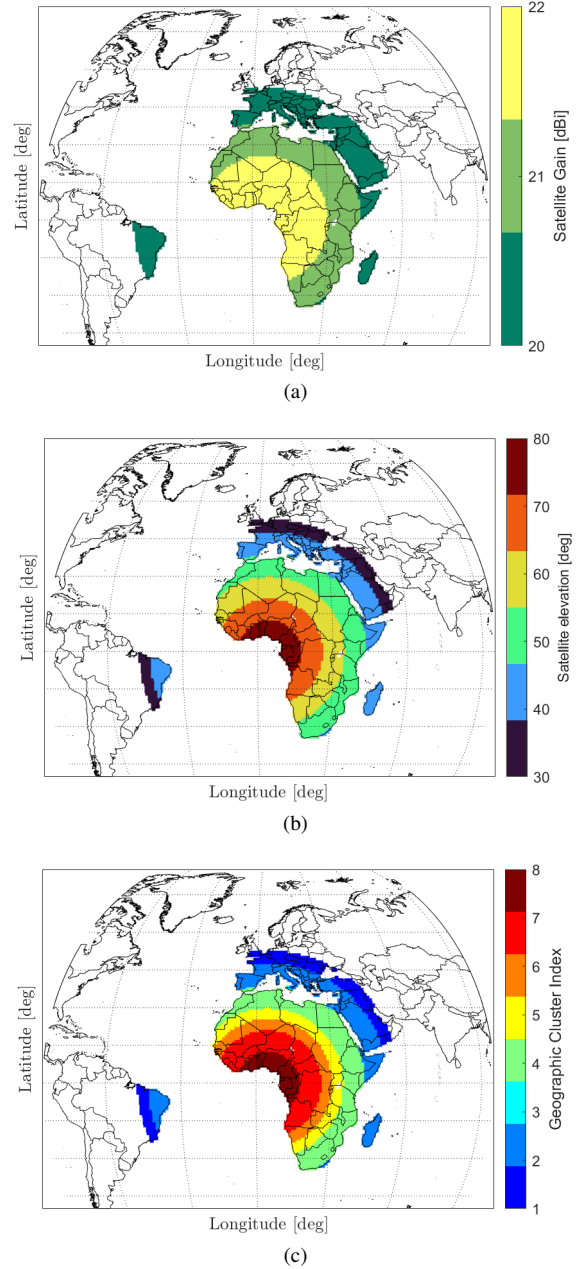 22
21
20
Satellite Gain [dBi]
Latitude [deg]
Longitude [deg]
(a)
80
70
60
50
40
30
Satellite elevation [deg]
Latitude [deg]
Longitude [deg]
(b)
8
7
6
5
4
3
2
1
Geographic Cluster Index
Latitude [deg]
Longitude [deg]
(c)